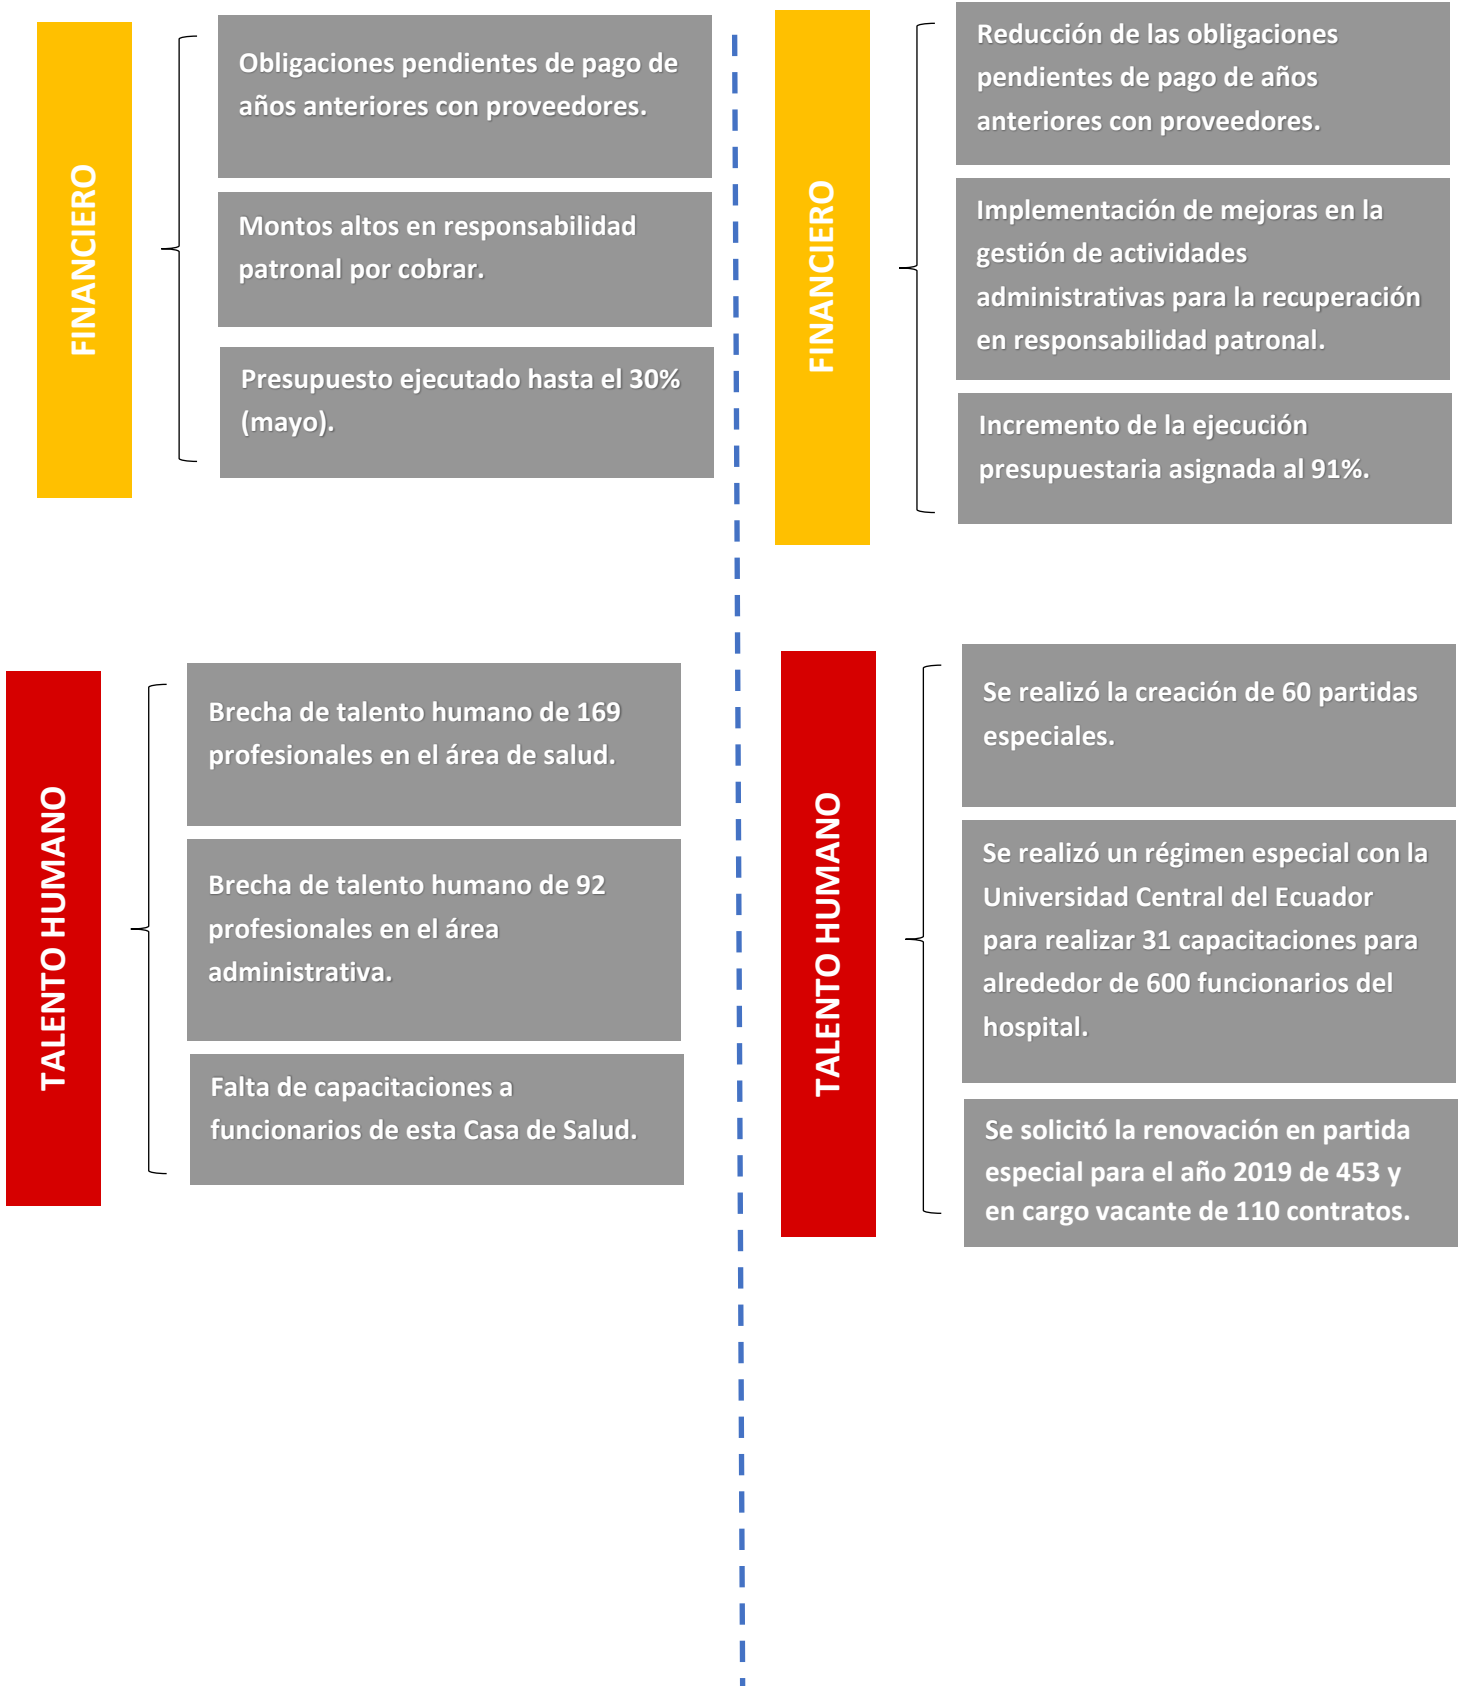 FINANCIERO
Obligaciones pendientes de pago de
años anteriores con proveedores.
Montos altos en responsabilidad
patronal por cobrar.
Presupuesto ejecutado hasta el 30%
(mayo).
FINANCIERO
Reducción de las obligaciones
pendientes de pago de años
anteriores con proveedores.
Implementación de mejoras en la
gestión de actividades
administrativas para la recuperación
en responsabilidad patronal.
Incremento de la ejecución
presupuestaria asignada al 91%.
TALENTO HUMANO
Brecha de talento humano de 169
profesionales en el área de salud.
Brecha de talento humano de 92
profesionales en el área
administrativa.
Falta de capacitaciones a
funcionarios de esta Casa de Salud.
TALENTO HUMANO
Se realizó la creación de 60 partidas
especiales.
Se realizó un régimen especial con la
Universidad Central del Ecuador
para realizar 31 capacitaciones para
alrededor de 600 funcionarios del
hospital.
Se solicitó la renovación en partida
especial para el año 2019 de 453 y
en cargo vacante de 110 contratos.